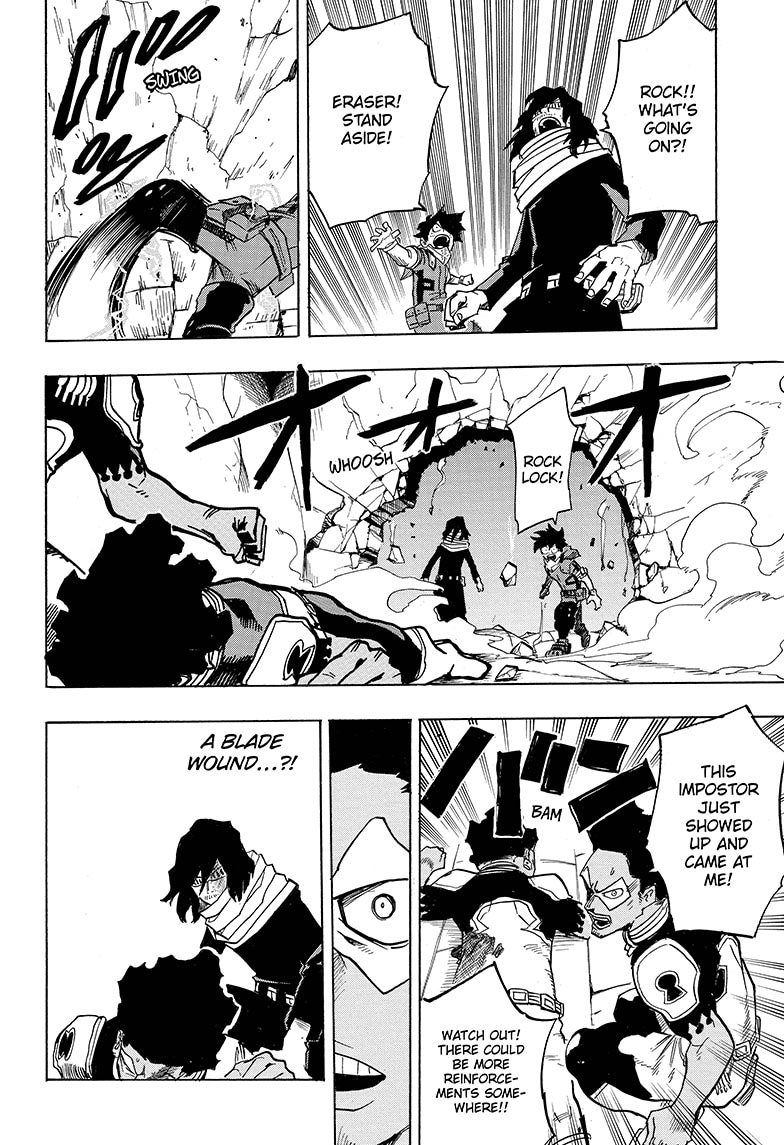 ROCK!!
WHAT'S
GOING
ON?!
ERASER!
STAND
ASIDE!
SWING
ROCK
LOCK!
WHOOSH
THIS
IMPOSTOR
JUST
SHOWED
UP AND
CAME AT
ME!
BAM
WATCH OUT!
THERE COULD
BE MORE
REINFORCE-
MENTS SOME-
WHERE!!
A BLADE
WOUND...?!